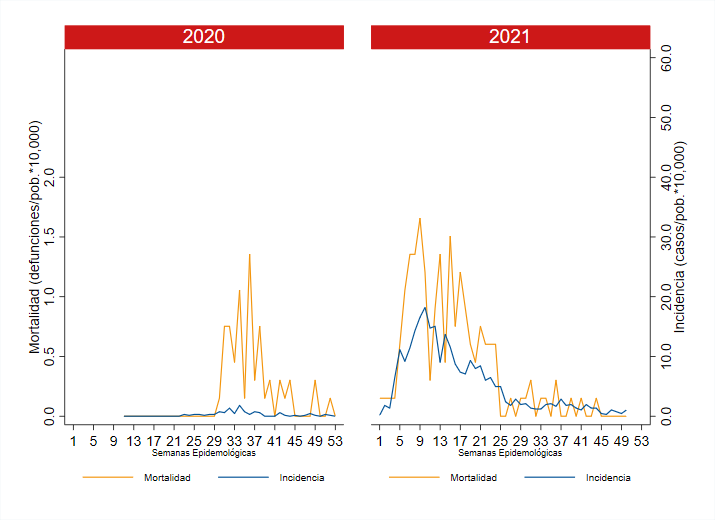 2020 2021
Mortalidad (defunciones/pob.*10,000)
0.0 0.5 1.0 1.5 2.0
Incidencia (casos/pob.*10,000)
0.0 10.0 20.0 30.0 40.0 50.0 60.0
1 5 9 13 17 21 25 29 33 37 41 45 49 53 1 5 9 13 17 21 25 29 33 37 41 45 49 53
Semanas Epidemológicas Semanas Epidemológicas
Mortalidad Incidencia Mortalidad Incidencia